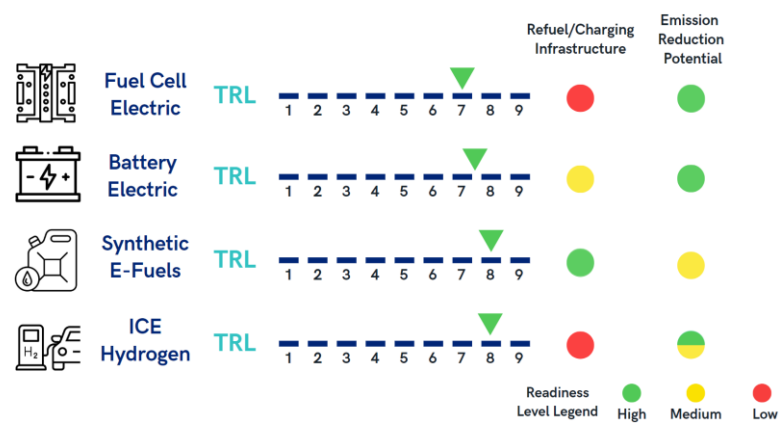 Refuel/Charging
Infrastructure
Emission
Reduction
Potential
Fuel Cell
Electric
TRL
1 2 3 4 5 6 7 8 9
Battery
Electric
TRL
1 2 3 4 5 6 7 8 9
Synthetic
E-Fuels
TRL
1 2 3 4 5 6 7 8 9
H2
ICE
Hydrogen
TRL
1 2 3 4 5 6 7 8 9
Readiness
Level Legend
High Medium Low